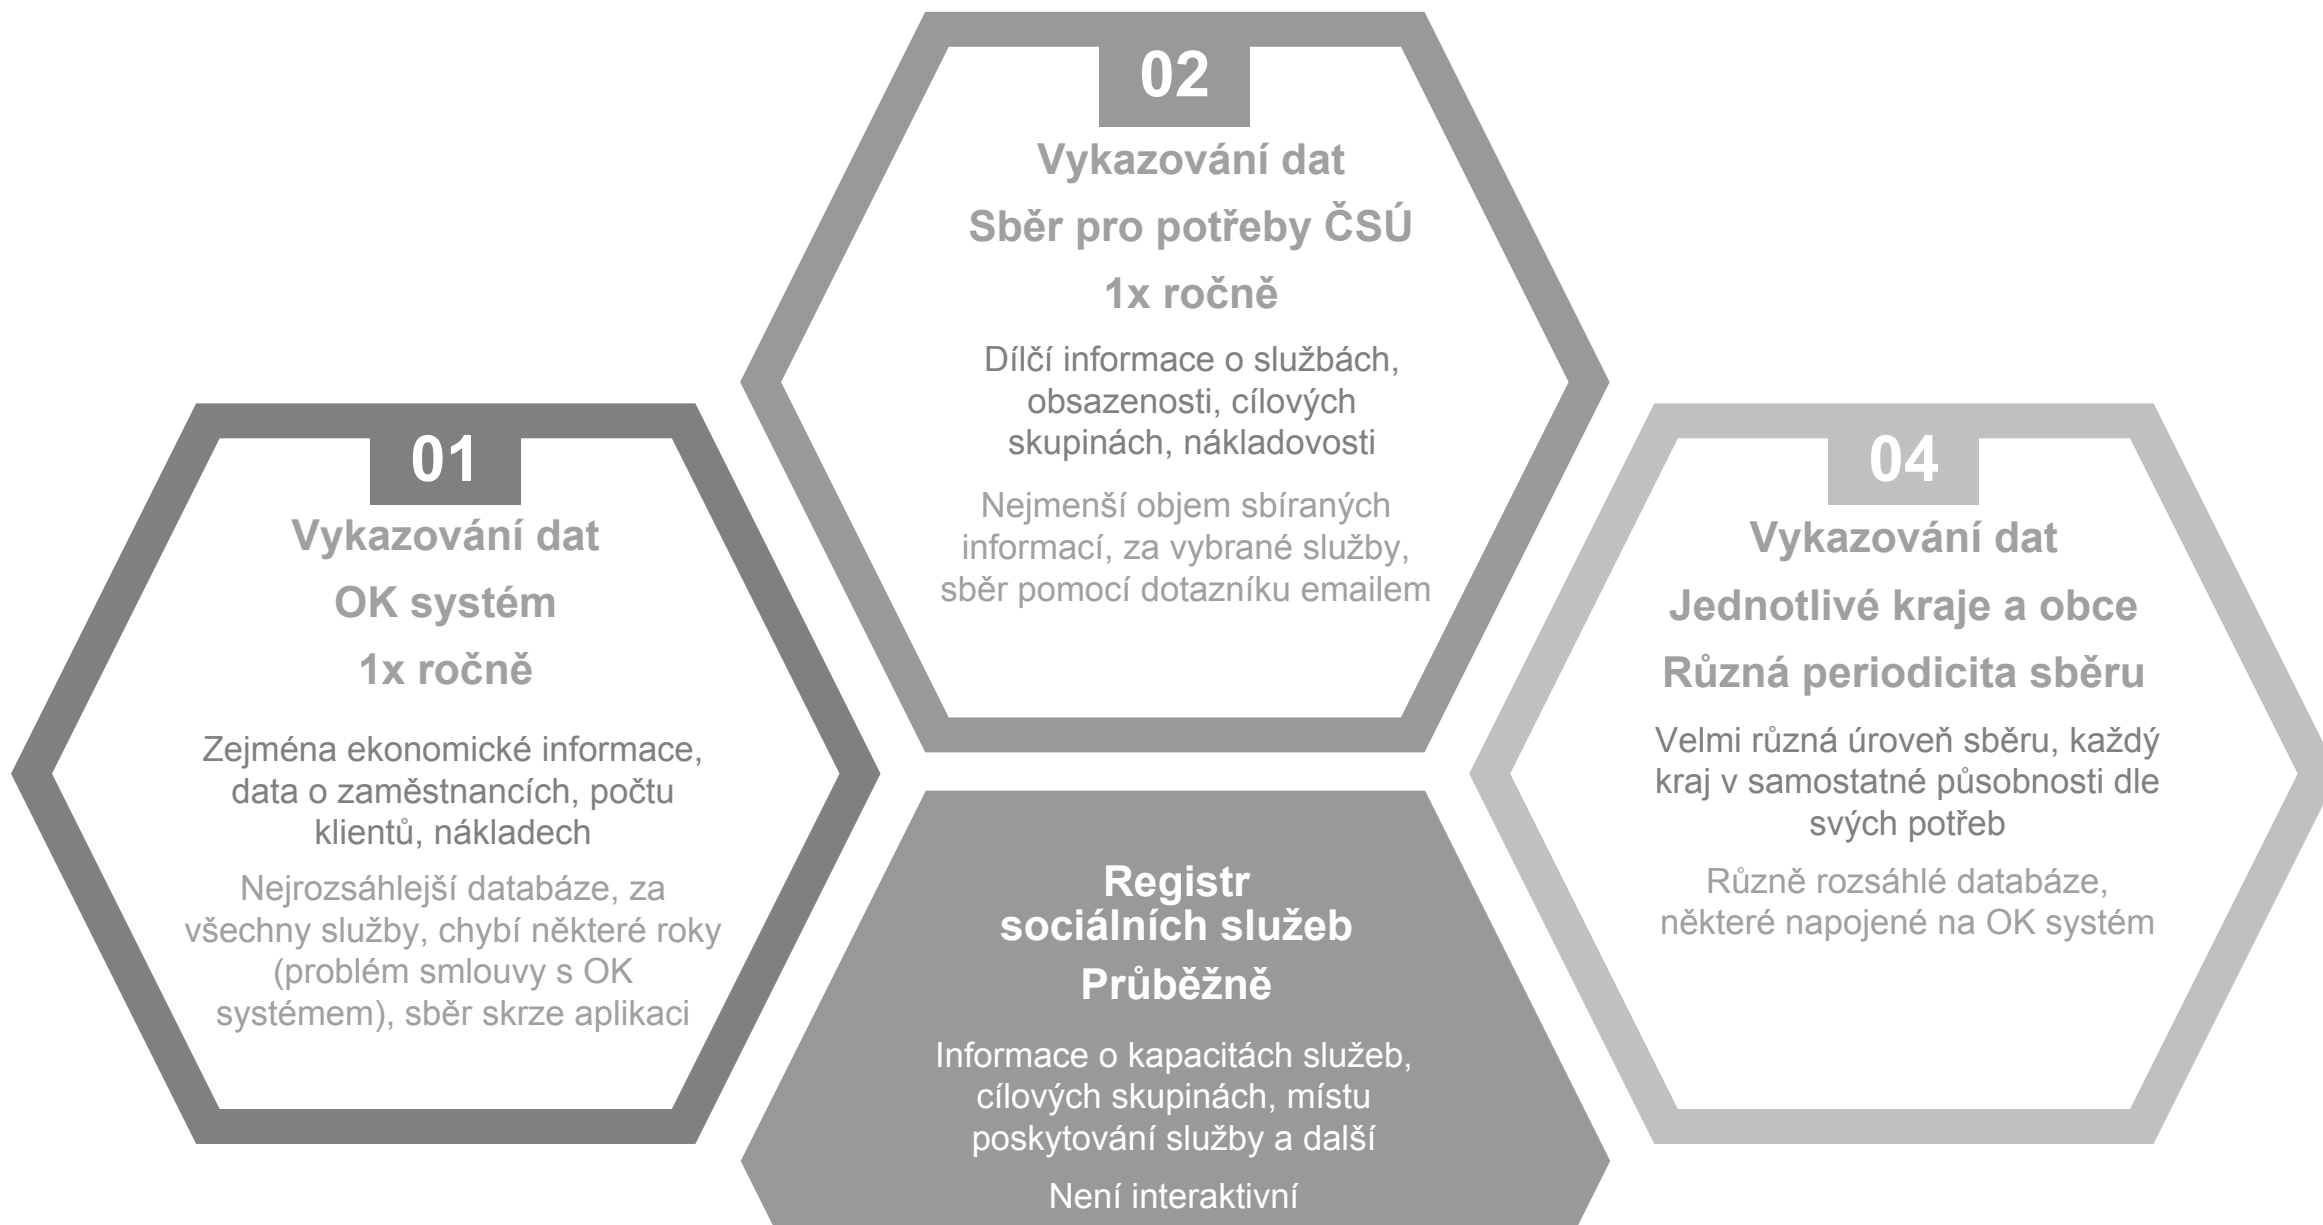 01
Vykazování dat
OK systém
1x ročně
Zejména ekonomické informace,
data o zaměstnancích, počtu
klientů, nákladech
Nejrozsáhlejší databáze, za
všechny služby, chybí některé roky
(problém smlouvy s OK
systémem), sběr skrze aplikaci
02
Vykazování dat
Sběr pro potřeby ČSÚ
1x ročně
Dílčí informace o službách,
obsazenosti, cílových
skupinách, nákladovosti
Nejmenší objem sbíraných
informací, za vybrané služby,
sběr pomocí dotazníku emailem
Registr
sociálních služeb
Průběžně
Informace o kapacitách služeb,
cílových skupinách, místu
poskytování služby a další
Není interaktivní
04
Vykazování dat
Jednotlivé kraje a obce
Různá periodicita sběru
Velmi různá úroveň sběru, každý
kraj v samostatné působnosti dle
svých potřeb
Různě rozsáhlé databáze,
některé napojené na OK systém